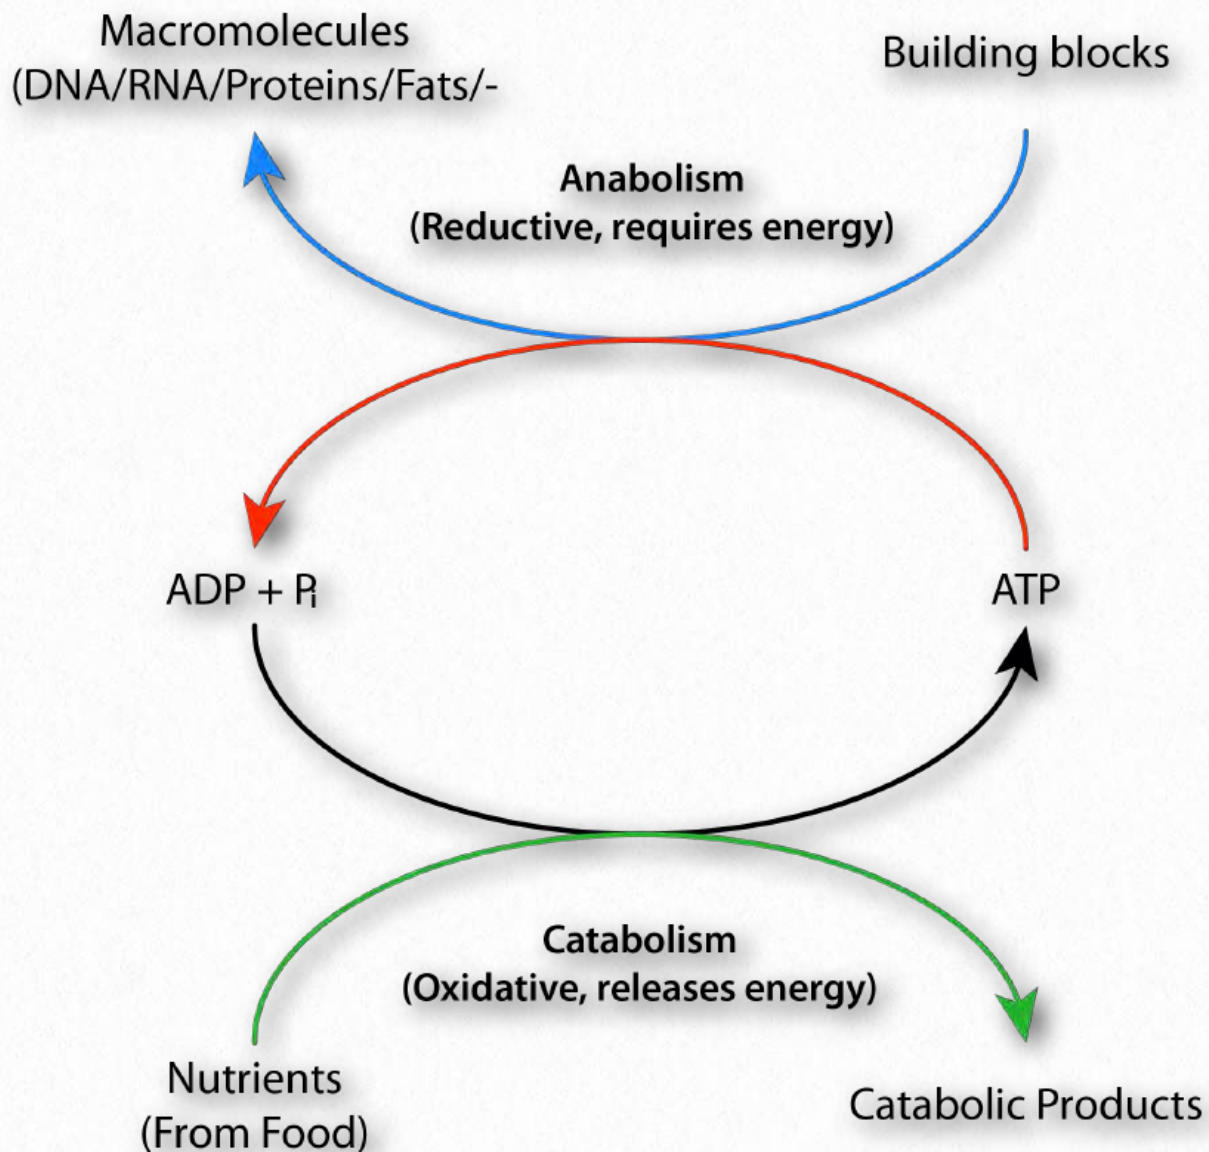 Macromolecules
(DNA/RNA/Proteins/Fats/-
Building blocks
Anabolism
(Reductive, requires energy)
ADP + Pi
ATP
Catabolism
(Oxidative, releases energy)
Nutrients
(From Food)
Catabolic Products